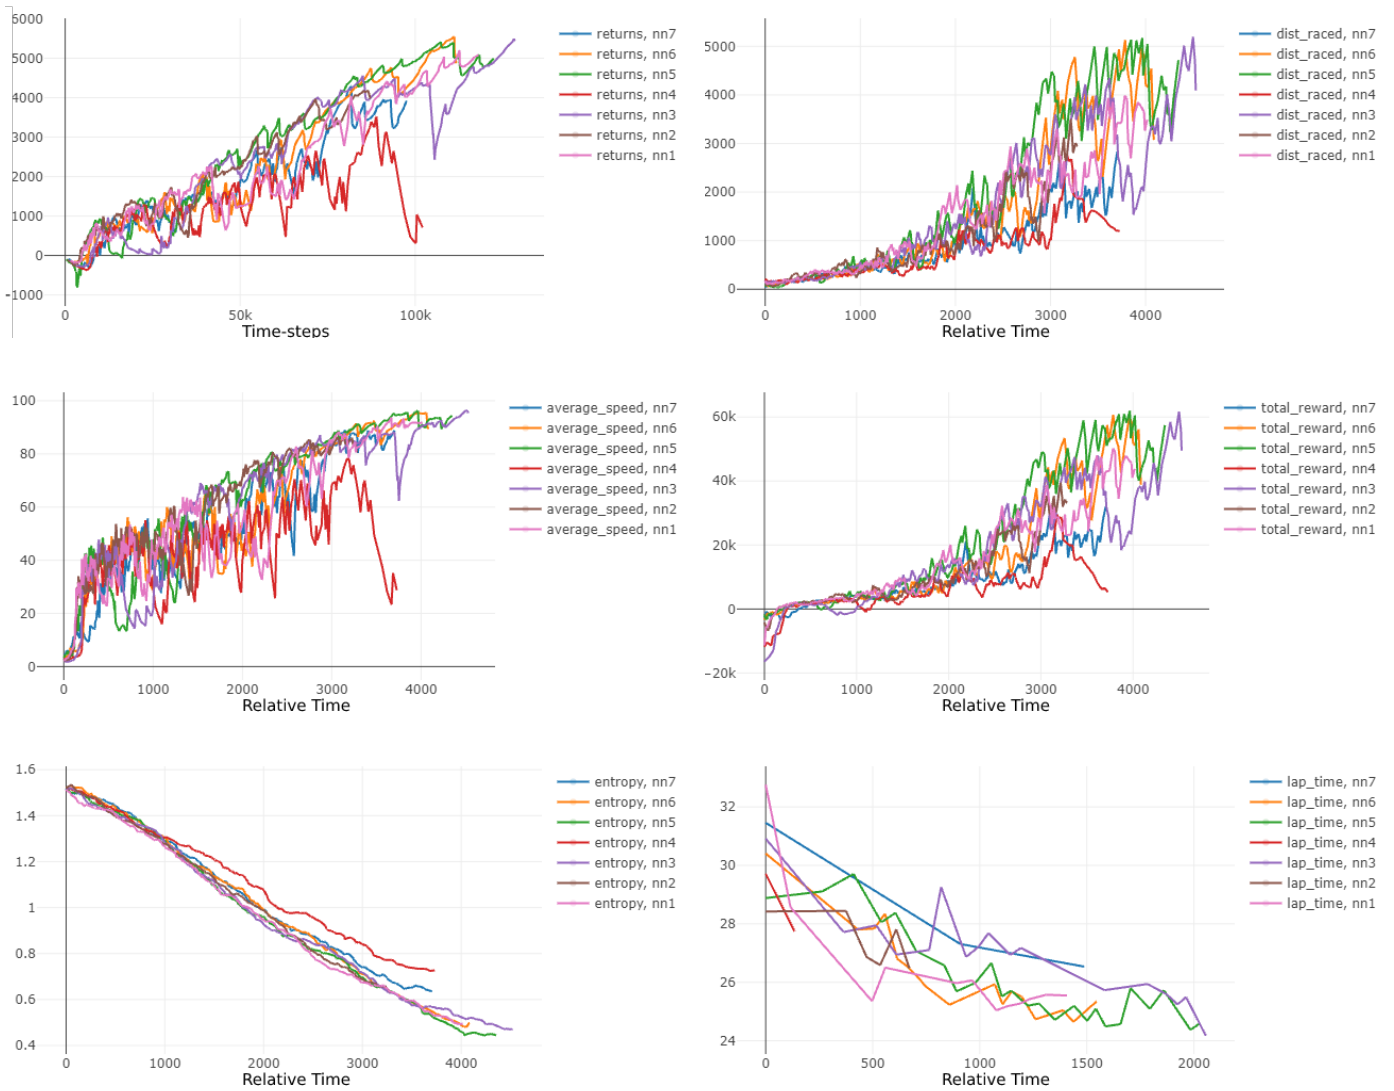 6000
5000
4000
3000
2000
1000
0
-1000
0
50k
100k
Time-steps
returns, nn7
returns, nn6
returns, nn5
returns, nn4
returns, nn3
returns, nn2
returns, nn1
5000
4000
3000
2000
1000
0
0
1000
2000
3000
4000
Relative Time
dist_raced, nn7
dist_raced, nn6
dist_raced, nn5
dist_raced, nn4
dist_raced, nn3
dist_raced, nn2
dist_raced, nn1
100
80
60
40
20
0
0
1000
2000
3000
4000
Relative Time
average_speed, nn7
average_speed, nn6
average_speed, nn5
average_speed, nn4
average_speed, nn3
average_speed, nn2
average_speed, nn1
60k
40k
20k
0
−20k
0
1000
2000
3000
4000
Relative Time
total_reward, nn7
total_reward, nn6
total_reward, nn5
total_reward, nn4
total_reward, nn3
total_reward, nn2
total_reward, nn1
1.6
1.4
1.2
1
0.8
0.6
0.4
0
1000
2000
3000
4000
Relative Time
entropy, nn7
entropy, nn6
entropy, nn5
entropy, nn4
entropy, nn3
entropy, nn2
entropy, nn1
32
30
28
26
24
0
500
1000
1500
2000
Relative Time
lap_time, nn7
lap_time, nn6
lap_time, nn5
lap_time, nn4
lap_time, nn3
lap_time, nn2
lap_time, nn1